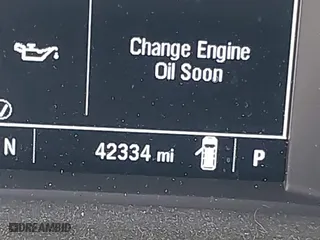 Change Engine
Oil Soon
N
42334 mi
P
DREAMBID